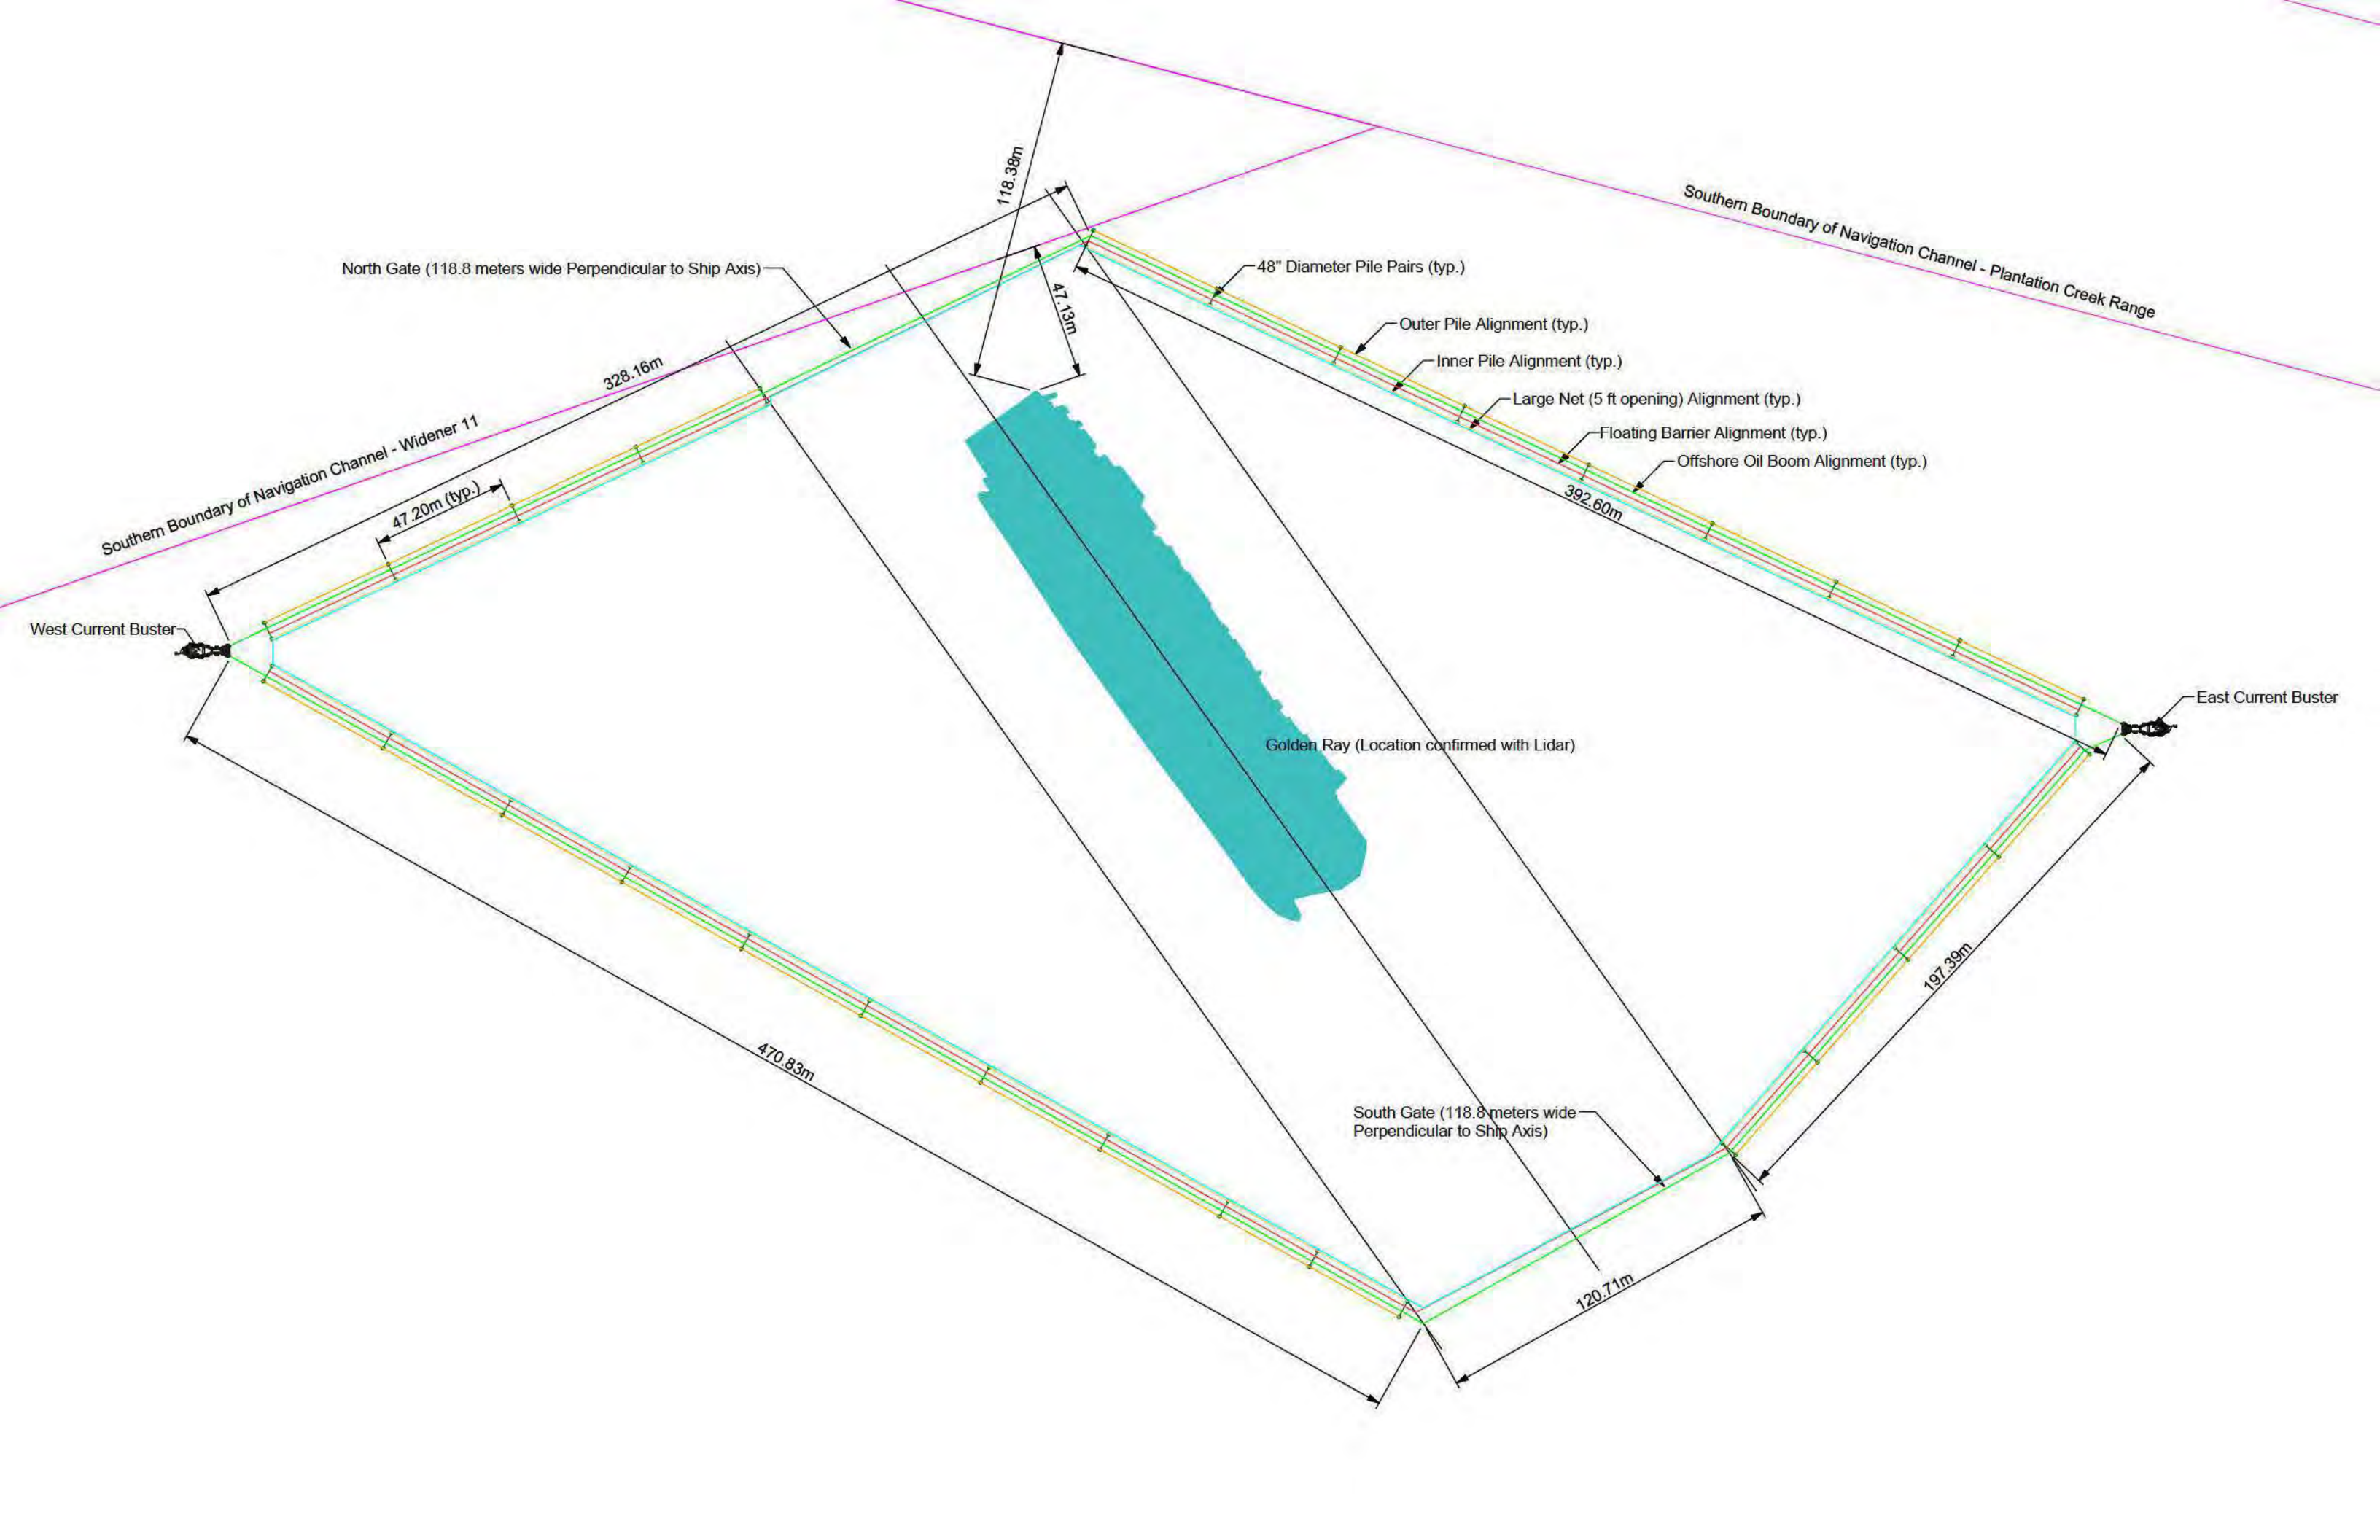 118.38m
Southern Boundary of Navigation Channel - Plantation Creek Range
North Gate (118.8 meters wide Perpendicular to Ship Axis)
48" Diameter Pile Pairs (typ.)
47.13m
Outer Pile Alignment (typ.)
Inner Pile Alignment (typ.)
328.16m
Large Net (5 ft opening) Alignment (typ.)
Floating Barrier Alignment (typ.)
Offshore Oil Boom Alignment (typ.)
Southern Boundary of Navigation Channel - Widener 11
47.20m (typ.)
392.60m
West Current Buster
East Current Buster
Golden Ray (Location confirmed with Lidar)
197.39m
470.83m
South Gate (118.8 meters wide
Perpendicular to Ship Axis)
120.71m